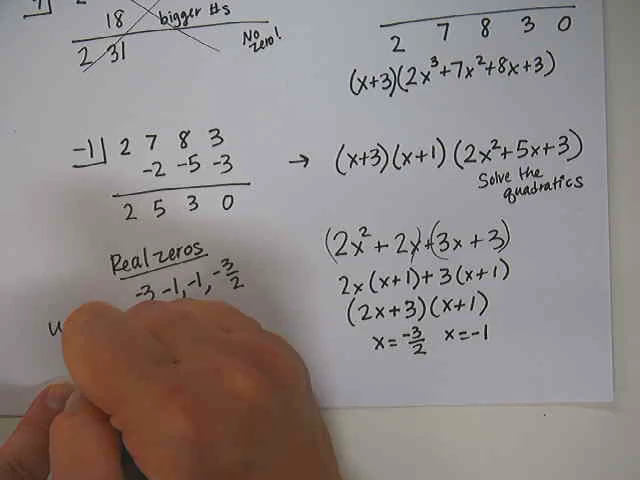 18 bigger #s
2 31 No zero!
2 7 8 3 0
(x+3)(2x³+7x²+8x+3)
-1 2 7 8 3
-2 -5 -3
2 5 3 0
→ (x+3)(x+1)(2x²+5x+3)
Solve the
quadratics
Real zeros
-3, -1, -1, -3/2
(2x²+2x)+(3x+3)
2x(x+1)+3(x+1)
(2x+3)(x+1)
x=-3/2 x=-1